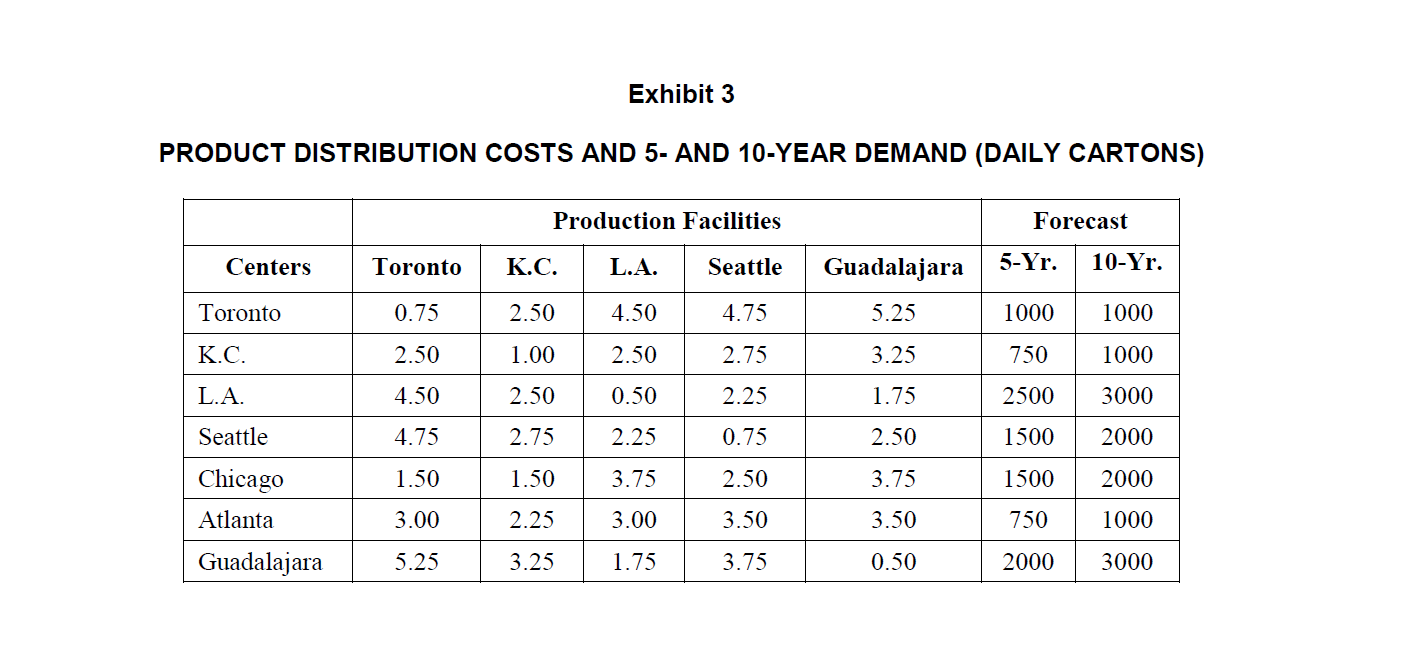 Exhibit 3
PRODUCT DISTRIBUTION COSTS AND 5- AND 10-YEAR DEMAND (DAILY CARTONS)
Production Facilities Forecast
Centers Toronto K.C. L.A. Seattle Guadalajara 5-Yr. 10-Yr.
Toronto 0.75 2.50 4.50 4.75 5.25 1000 1000
K.C. 2.50 1.00 2.50 2.75 3.25 750 1000
L.A. 4.50 2.50 0.50 2.25 1.75 2500 3000
Seattle 4.75 2.75 2.25 0.75 2.50 1500 2000
Chicago 1.50 1.50 3.75 2.50 3.75 1500 2000
Atlanta 3.00 2.25 3.00 3.50 3.50 750 1000
Guadalajara 5.25 3.25 1.75 3.75 0.50 2000 3000